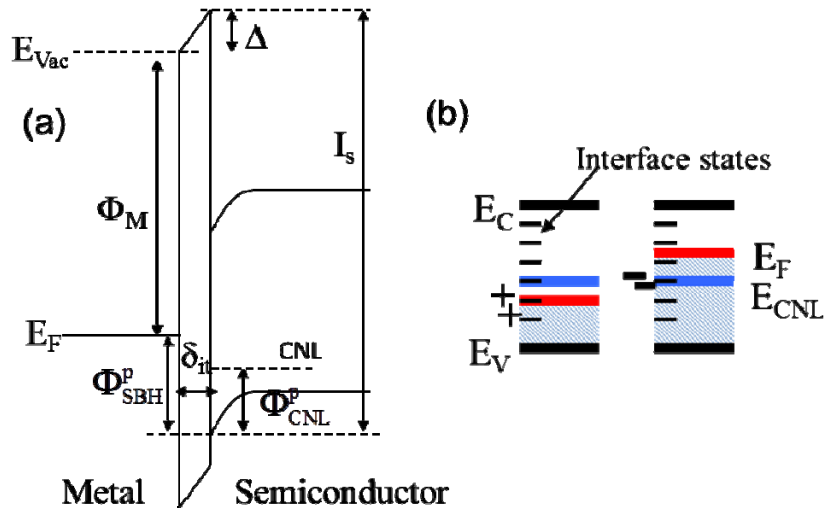 E_Vac
Δ
(a)
I_s
Φ_M
E_F
δ_it
CNL
Φ^p_SBH
Φ^p_CNL
Metal
Semiconductor
(b)
Interface states
E_C
E_F
E_CNL
+
+
E_V